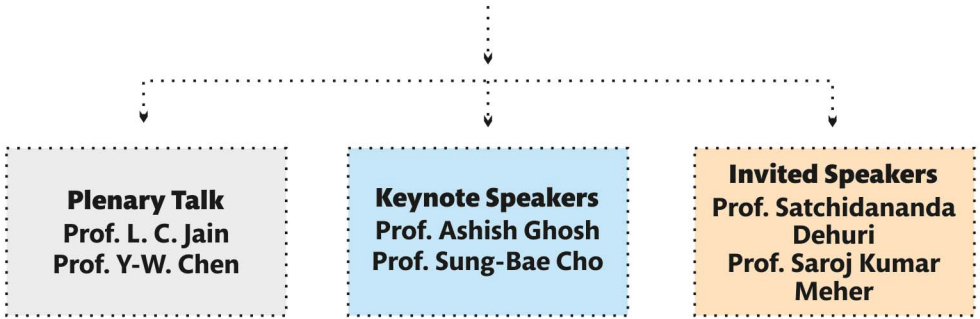 Plenary Talk
Prof. L. C. Jain
Prof. Y-W. Chen
Keynote Speakers
Prof. Ashish Ghosh
Prof. Sung-Bae Cho
Invited Speakers
Prof. Satchidananda
Dehuri
Prof. Saroj Kumar
Meher